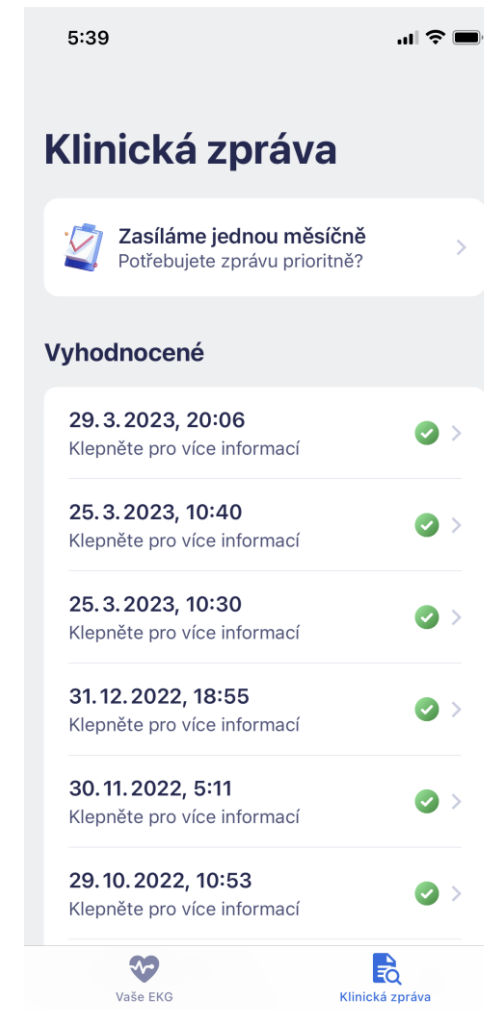 5:39
Klinická zpráva
Zasíláme jednou měsíčně
Potřebujete zprávu prioritně?
Vyhodnocené
29. 3. 2023, 20:06
Klepněte pro více informací
25. 3. 2023, 10:40
Klepněte pro více informací
25. 3. 2023, 10:30
Klepněte pro více informací
31. 12. 2022, 18:55
Klepněte pro více informací
30. 11. 2022, 5:11
Klepněte pro více informací
29. 10. 2022, 10:53
Klepněte pro více informací
Vaše EKG
Klinická zpráva